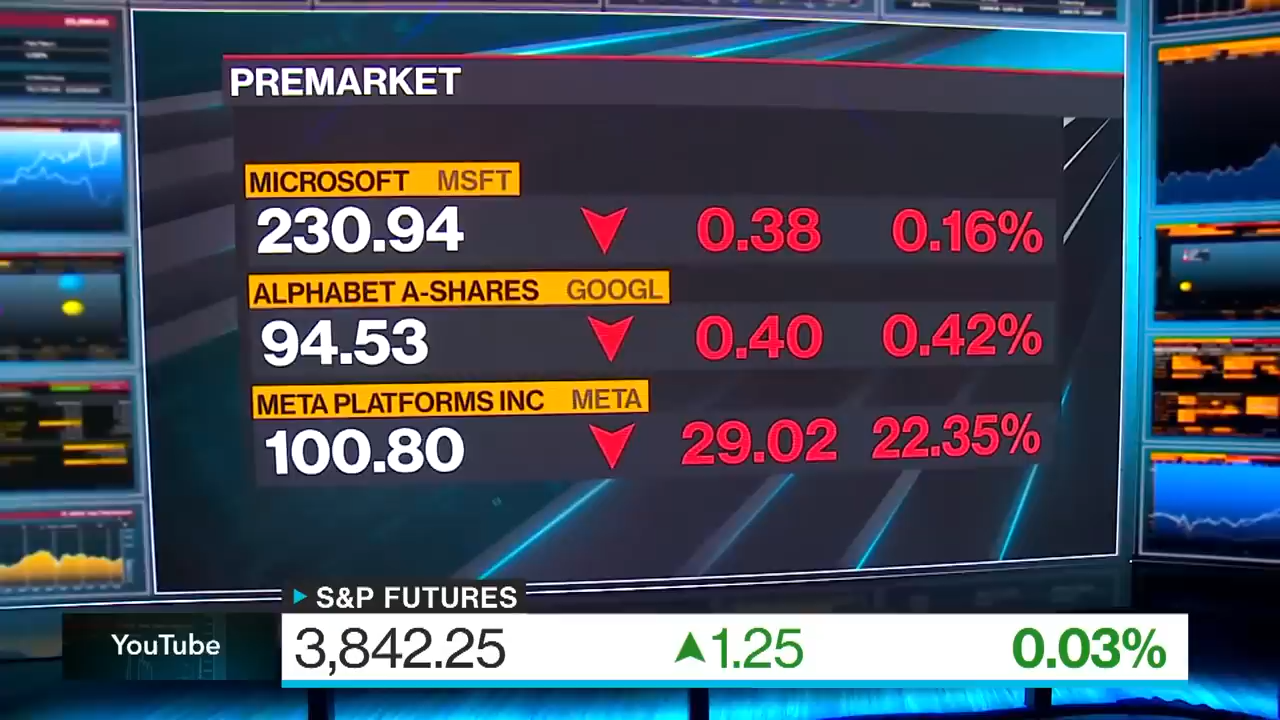 PREMARKET
MICROSOFT MSFT
230.94 ▼ 0.38 0.16%
ALPHABET A-SHARES GOOGL
94.53 ▼ 0.40 0.42%
META PLATFORMS INC META
100.80 ▼ 29.02 22.35%
▶ S&P FUTURES
YouTube 3,842.25 ▲1.25 0.03%